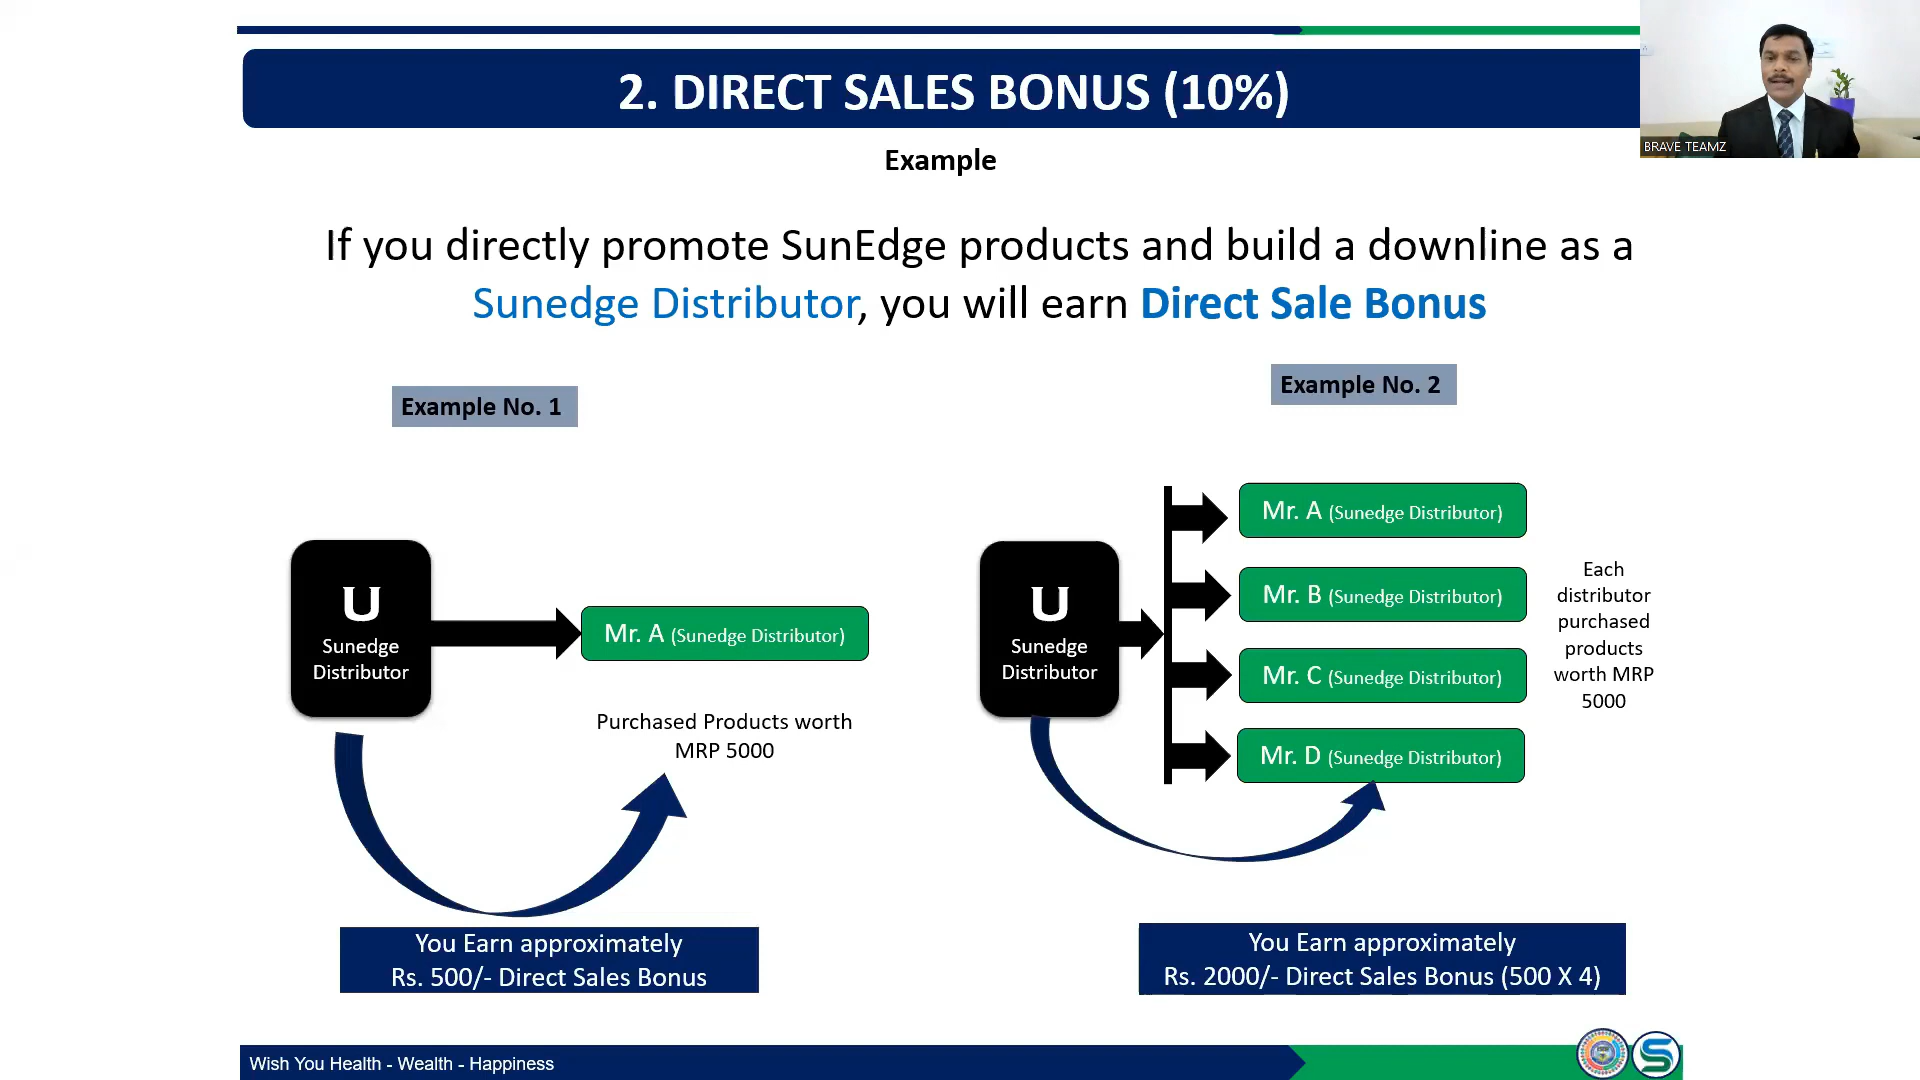 2. DIRECT SALES BONUS (10%)
BRAVE TEAMZ
Example
If you directly promote SunEdge products and build a downline as a
Sunedge Distributor, you will earn Direct Sale Bonus
Example No. 1
U
Sunedge
Distributor
Mr. A (Sunedge Distributor)
Purchased Products worth
MRP 5000
You Earn approximately
Rs. 500/- Direct Sales Bonus
Example No. 2
U
Sunedge
Distributor
Mr. A (Sunedge Distributor)
Mr. B (Sunedge Distributor)
Mr. C (Sunedge Distributor)
Mr. D (Sunedge Distributor)
Each
distributor
purchased
products
worth MRP
5000
You Earn approximately
Rs. 2000/- Direct Sales Bonus (500 X 4)
Wish You Health - Wealth - Happiness